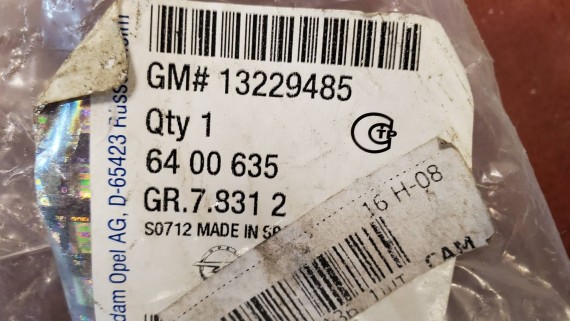 GM# 13229485
Qty 1
64 00 635
GR.7.831 2
S0712 MADE IN
dam Opel AG, D-65423
16 H-08
CAM